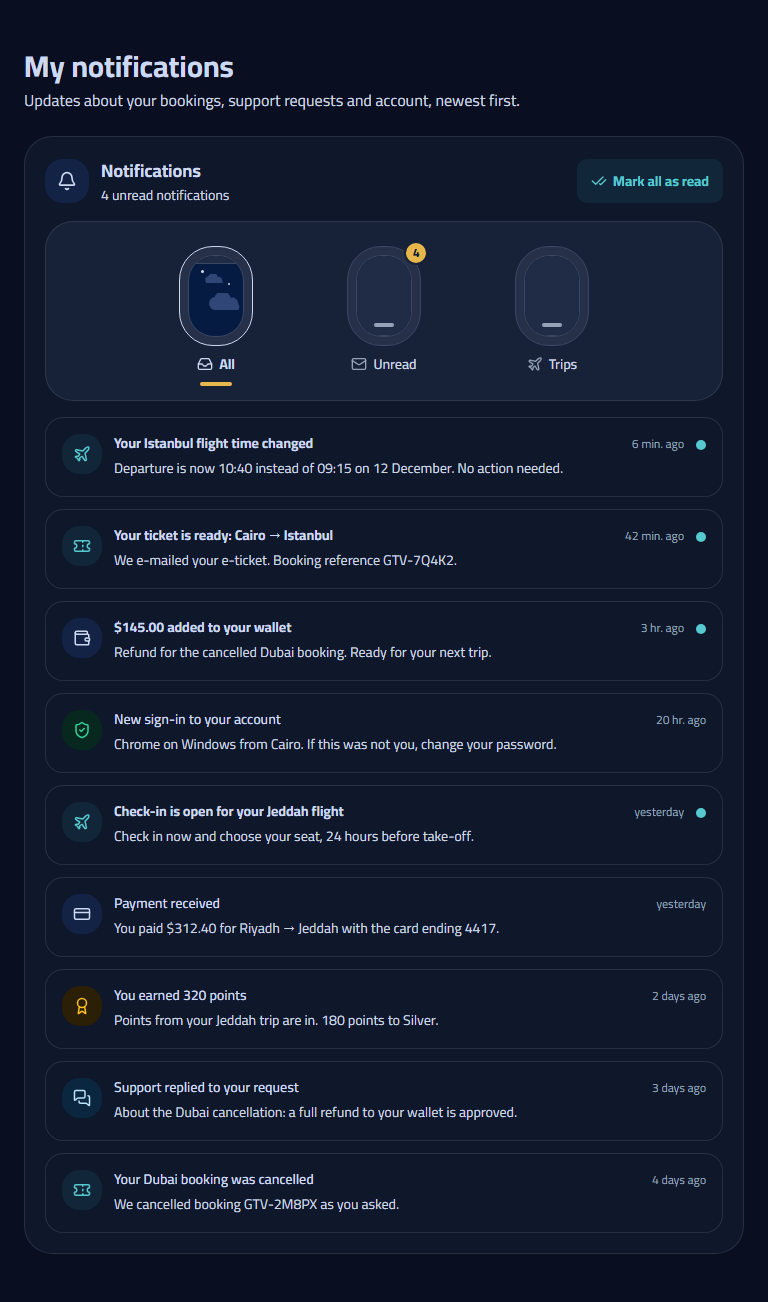 My notifications
Updates about your bookings, support requests and account, newest first.
Notifications
4 unread notifications
Mark all as read
4
All
Unread
Trips
Your Istanbul flight time changed
6 min. ago
Departure is now 10:40 instead of 09:15 on 12 December. No action needed.
Your ticket is ready: Cairo → Istanbul
42 min. ago
We e-mailed your e-ticket. Booking reference GTV-7Q4K2.
$145.00 added to your wallet
3 hr. ago
Refund for the cancelled Dubai booking. Ready for your next trip.
New sign-in to your account
20 hr. ago
Chrome on Windows from Cairo. If this was not you, change your password.
Check-in is open for your Jeddah flight
yesterday
Check in now and choose your seat, 24 hours before take-off.
Payment received
yesterday
You paid $312.40 for Riyadh → Jeddah with the card ending 4417.
You earned 320 points
2 days ago
Points from your Jeddah trip are in. 180 points to Silver.
Support replied to your request
3 days ago
About the Dubai cancellation: a full refund to your wallet is approved.
Your Dubai booking was cancelled
4 days ago
We cancelled booking GTV-2M8PX as you asked.